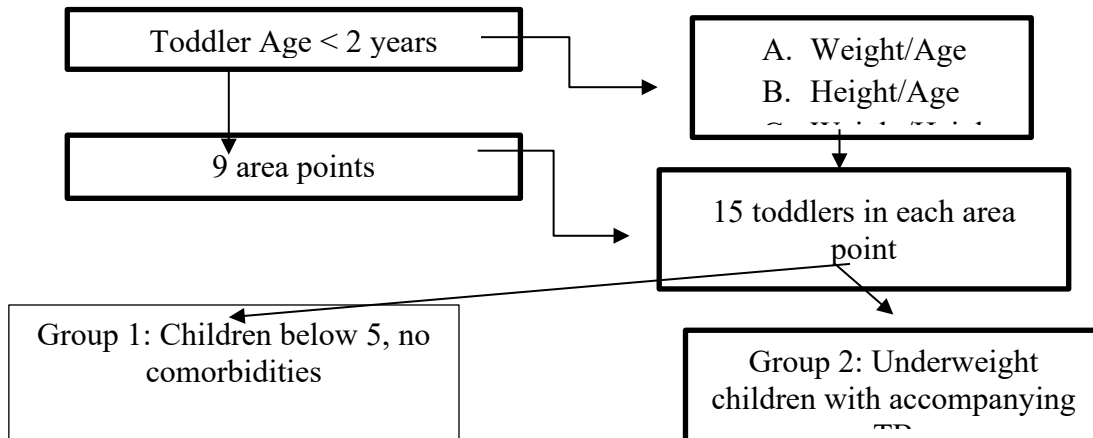 Toddler Age < 2 years
A. Weight/Age
B. Height/Age
9 area points
15 toddlers in each area
point
Group 1: Children below 5, no
comorbidities
Group 2: Underweight
children with accompanying